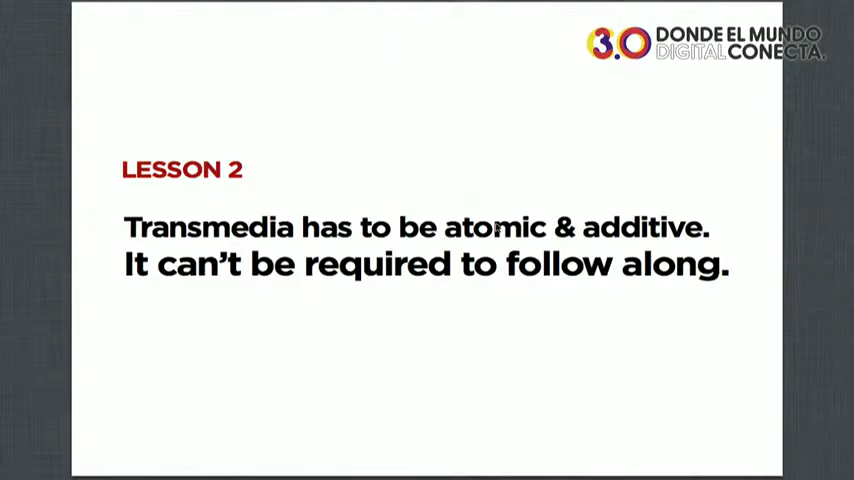 3.0 DONDE EL MUNDO
DIGITAL CONECTA.
LESSON 2
Transmedia has to be atomic & additive.
It can't be required to follow along.